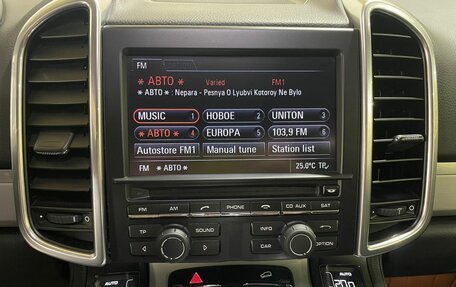 FM
* АВТО *
Varied
FM1
* АВТО * : Nepara - Pesnya O Lyubvi Kotoroy Ne Bylo
MUSIC 1
НОВОЕ 2
UNITON 3
* АВТО * 4
EUROPA 5
103,9 FM 6
Autostore FM1
Manual tune
Station list
FM * АВТО *
25.0°C TP
FM
AM
PHONE
CD AUX
SAT
TP
SOUND
INFO
CAR
OPTION
AUTO
AUTO